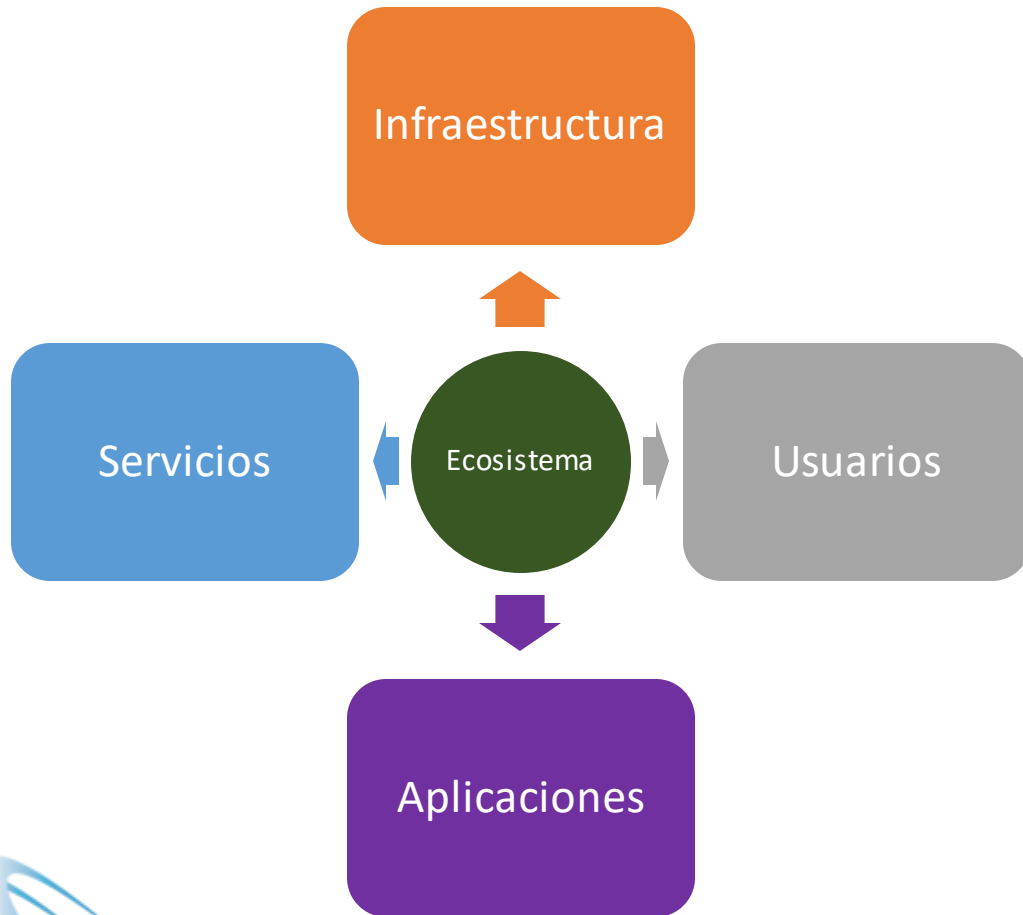 Infraestructura
Servicios
Ecosistema
Usuarios
Aplicaciones